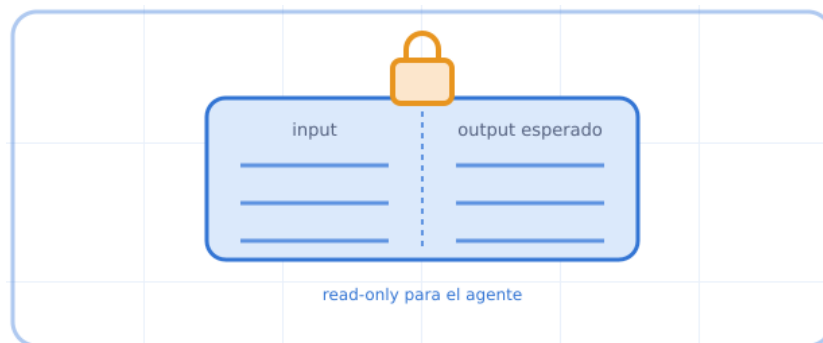 input
output esperado
read-only para el agente